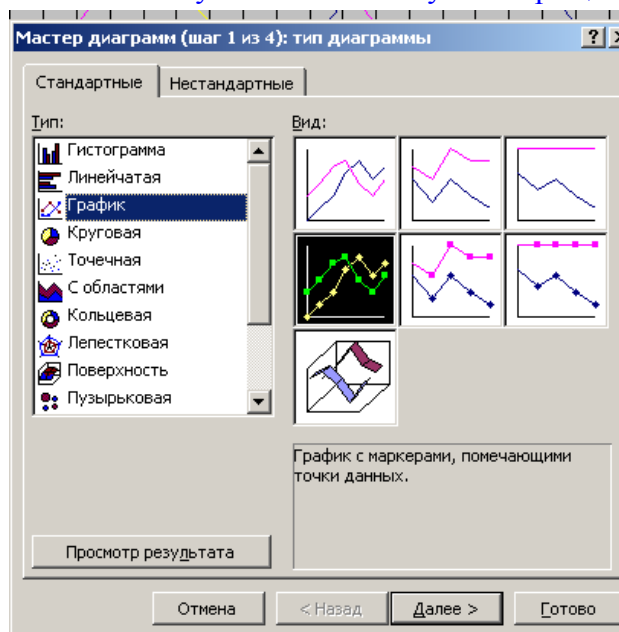 Мастер диаграмм (шаг 1 из 4): тип диаграммы
Стандартные Нестандартные
Тип: Вид:
Гистограмма
Линейчатая
График
Круговая
Точечная
С областями
Кольцевая
Лепестковая
Поверхность
Пузырьковая
График с маркерами, помечающими
точки данных.
Просмотр результата
Отмена < Назад Далее > Готово